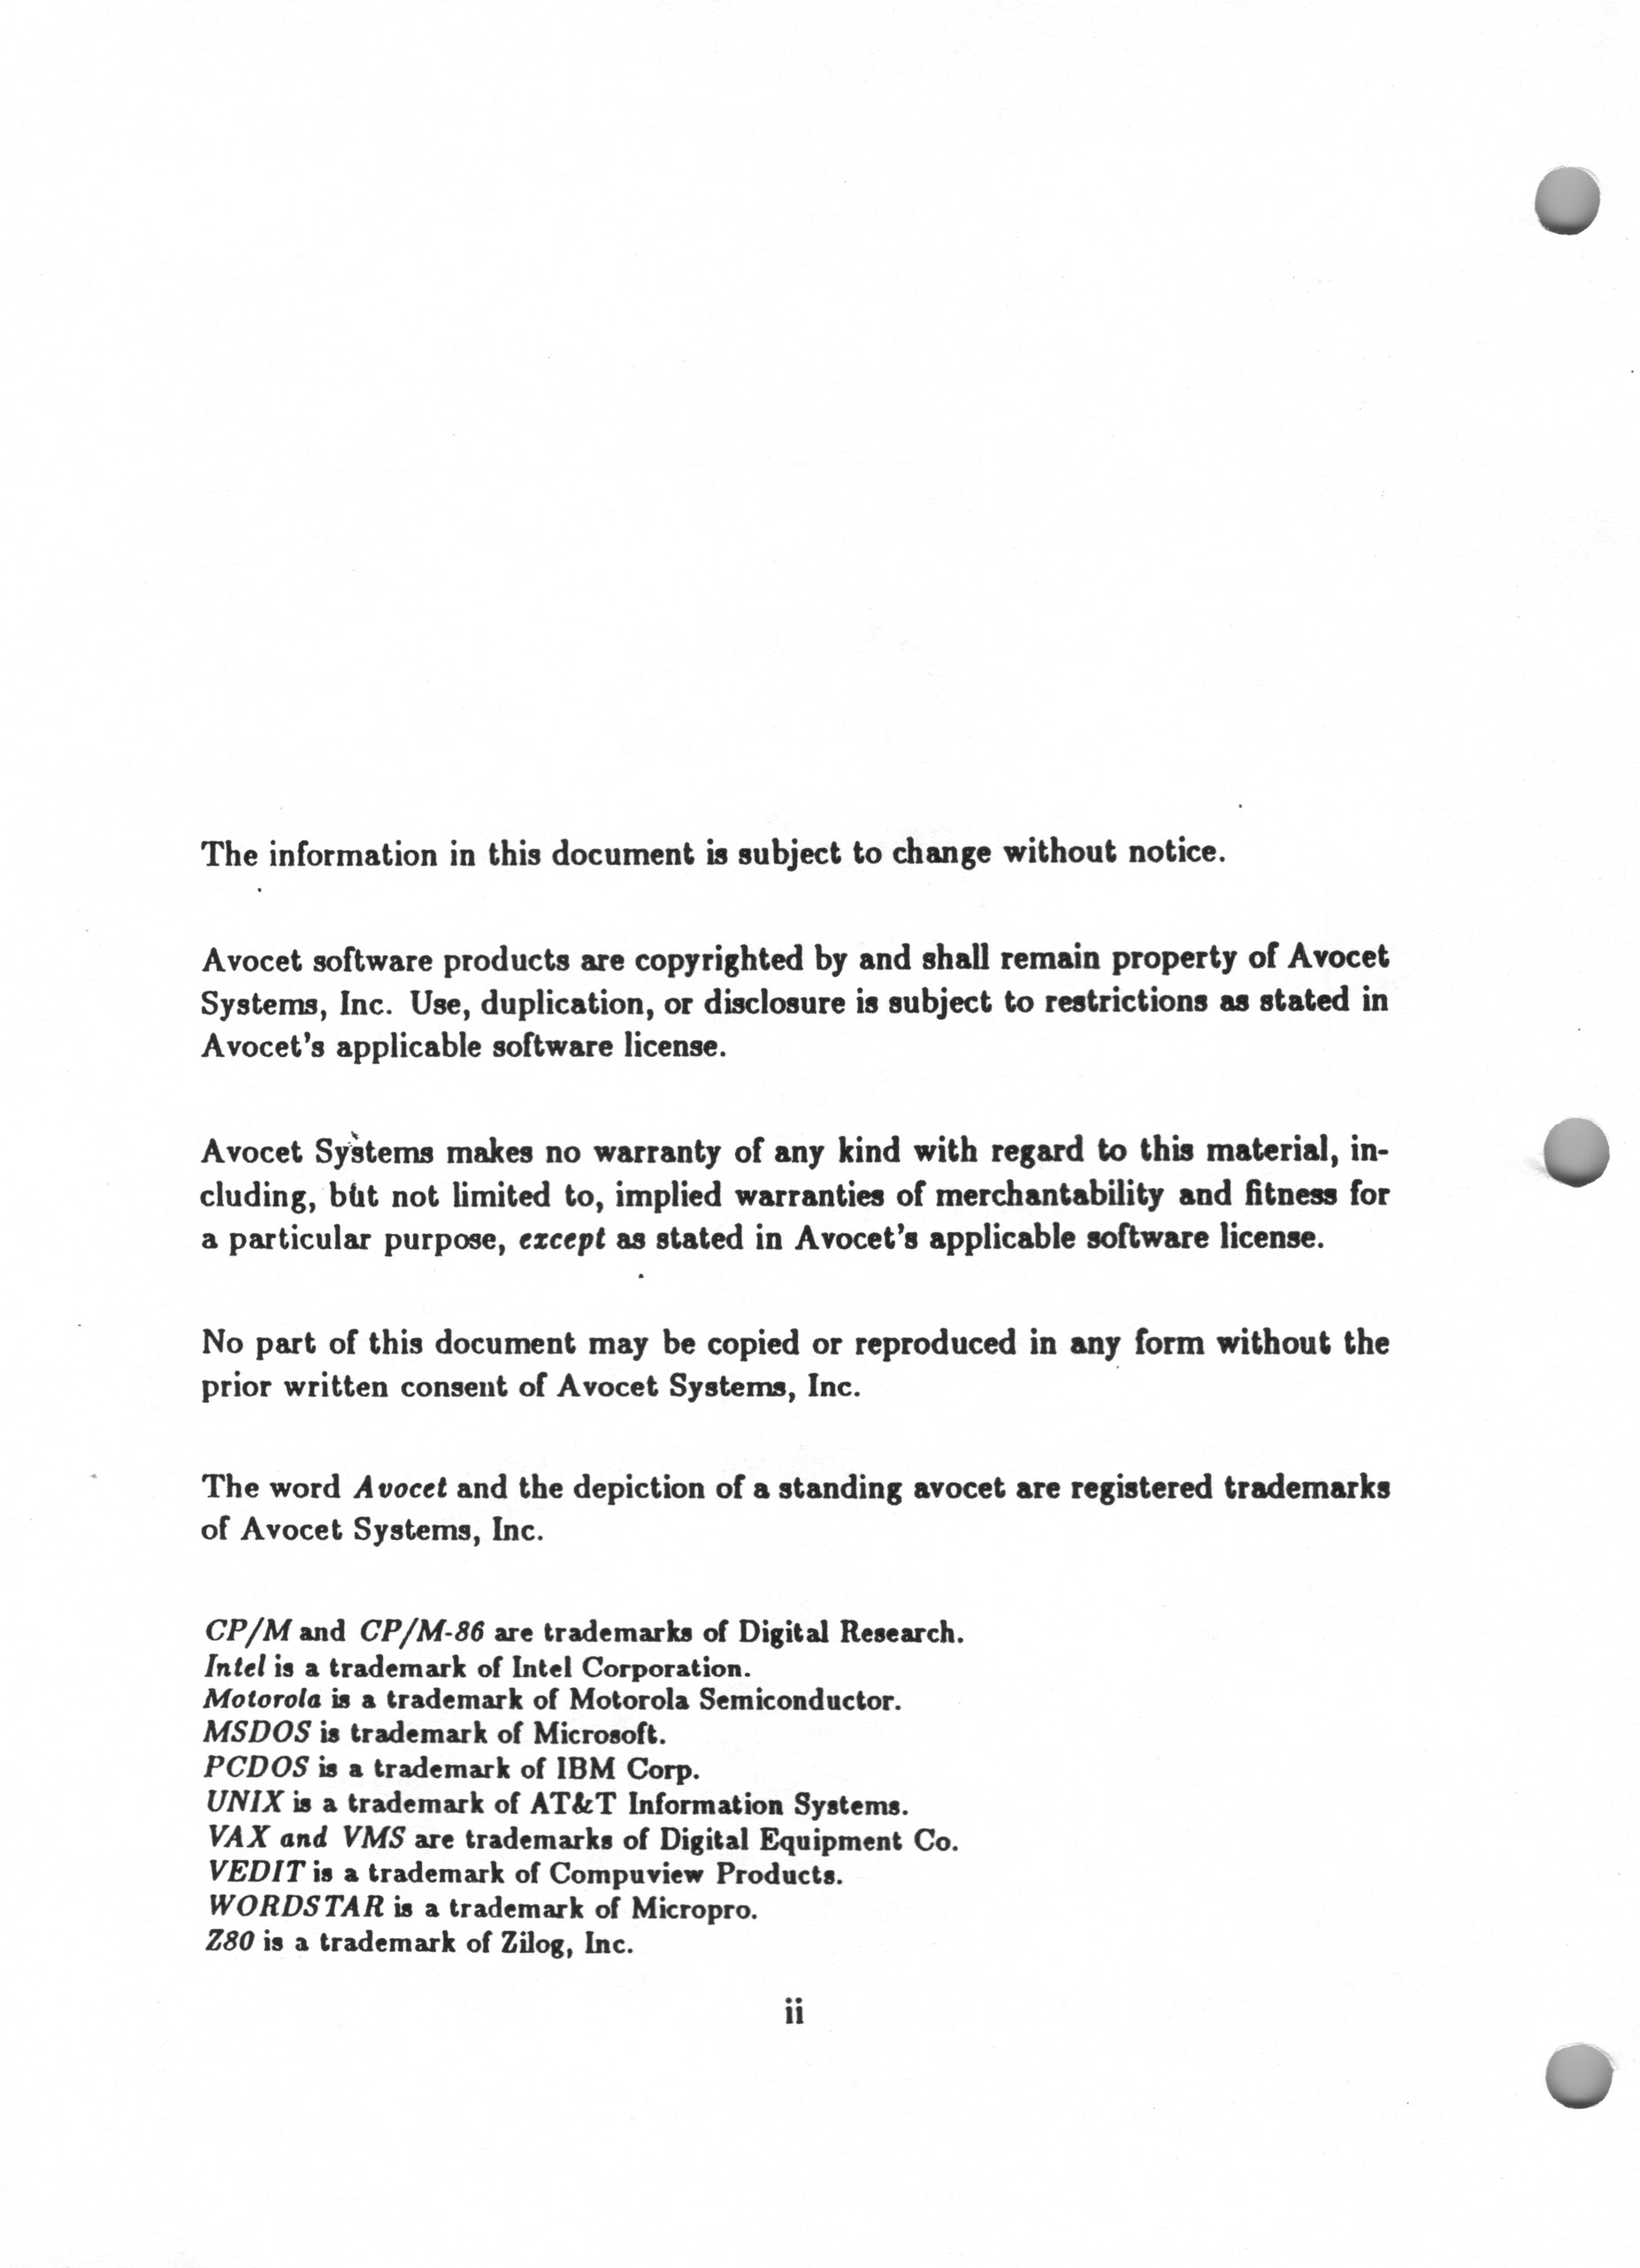 The information in this document is subject to change without notice.
Avocet software products are copyrighted by and shall remain property of Avocet
Systems, Inc. Use, duplication, or disclosure is subject to restrictions as stated in
Avocet's applicable software license.
Avocet Systems makes no warranty of any kind with regard to this material, in-
cluding, but not limited to, implied warranties of merchantability and fitness for
a particular purpose, except as stated in Avocet's applicable software license.
No part of this document may be copied or reproduced in any form without the
prior written consent of Avocet Systems, Inc.
The word Avocet and the depiction of a standing avocet are registered trademarks
of Avocet Systems, Inc.
CP/M and CP/M-86 are trademarks of Digital Research.
Intel is a trademark of Intel Corporation.
Motorola is a trademark of Motorola Semiconductor.
MSDOS is trademark of Microsoft.
PCDOS is a trademark of IBM Corp.
UNIX is a trademark of AT&T Information Systems.
VAX and VMS are trademarks of Digital Equipment Co.
VEDIT is a trademark of Compuview Products.
WORDSTAR is a trademark of Micropro.
Z80 is a trademark of Zilog, Inc.
ii